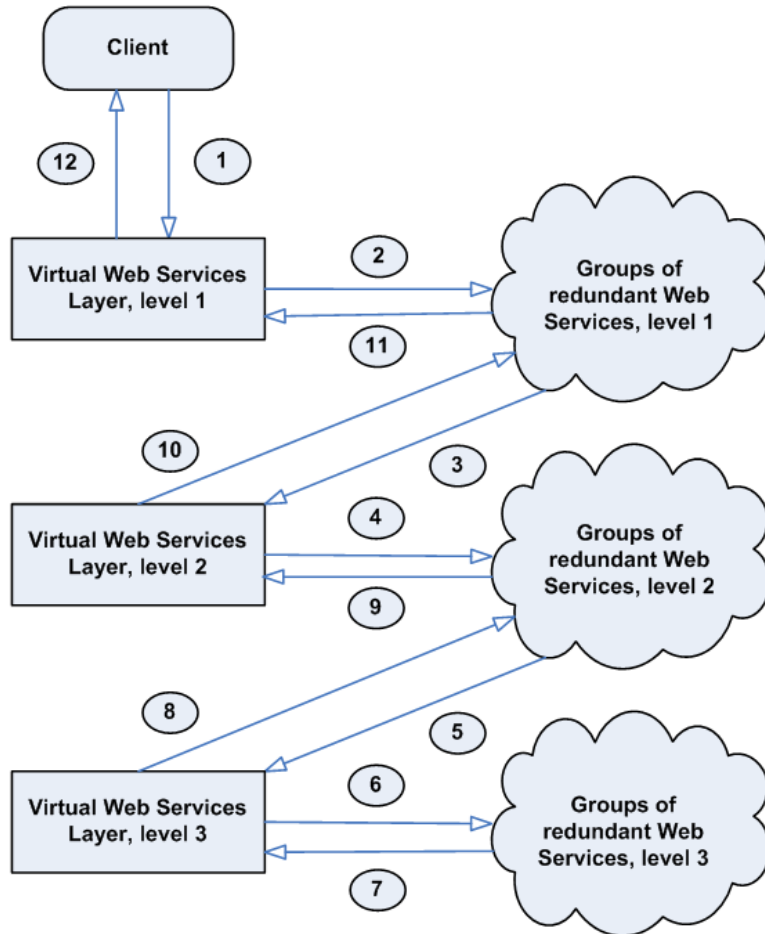 Client
12
1
Virtual Web Services
Layer, level 1
2
11
Groups of
redundant Web
Services, level 1
10
3
Virtual Web Services
Layer, level 2
4
9
Groups of
redundant Web
Services, level 2
8
5
Virtual Web Services
Layer, level 3
6
7
Groups of
redundant Web
Services, level 3